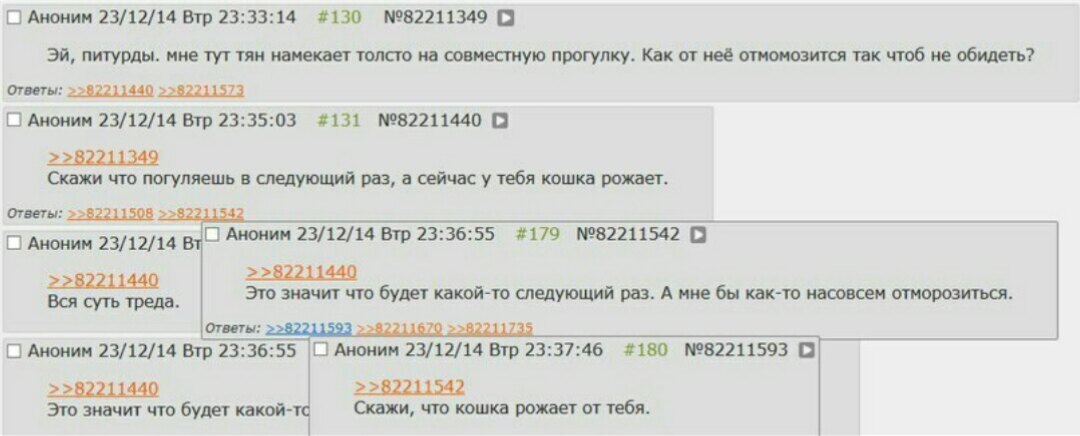 Аноним 23/12/14 Втр 23:33:14 #130 №82211349
Эй, питурды. мне тут тян намекает толсто на совместную прогулку. Как от неё отмомозится так чтоб не обидеть?
Ответы: >>82211440 >>82211573
Аноним 23/12/14 Втр 23:35:03 #131 №82211440
>>82211349
Скажи что погуляешь в следующий раз, а сейчас у тебя кошка рожает.
Ответы: >>82211508 >>82211542
Аноним 23/12/14 Вт
>>82211440
Вся суть треда.
Аноним 23/12/14 Втр 23:36:55 #179 №82211542
>>82211440
Это значит что будет какой-то следующий раз. А мне бы как-то насовсем отморозиться.
Ответы: >>82211593 >>82211670 >>82211735
Аноним 23/12/14 Втр 23:36:55
>>82211440
Это значит что будет какой-то
Аноним 23/12/14 Втр 23:37:46 #180 №82211593
>>82211542
Скажи, что кошка рожает от тебя.